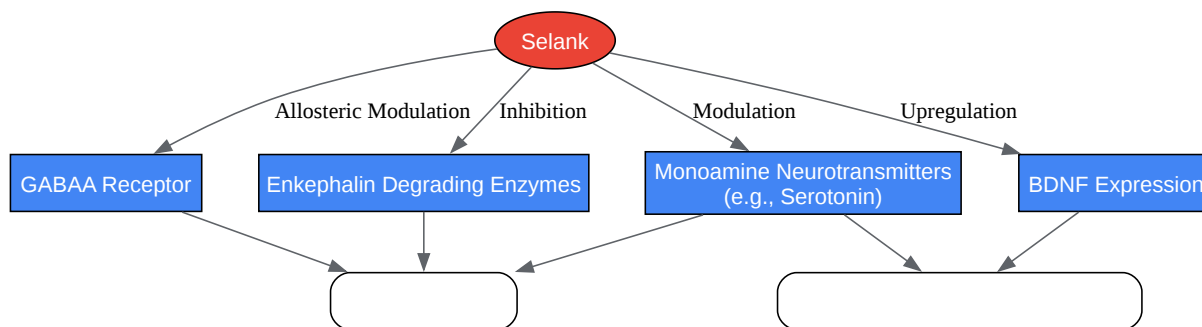 Selank
Allosteric Modulation
Inhibition
Modulation
Upregulation
GABAA Receptor
Enkephalin Degrading Enzymes
Monoamine Neurotransmitters
(e.g., Serotonin)
BDNF Expression